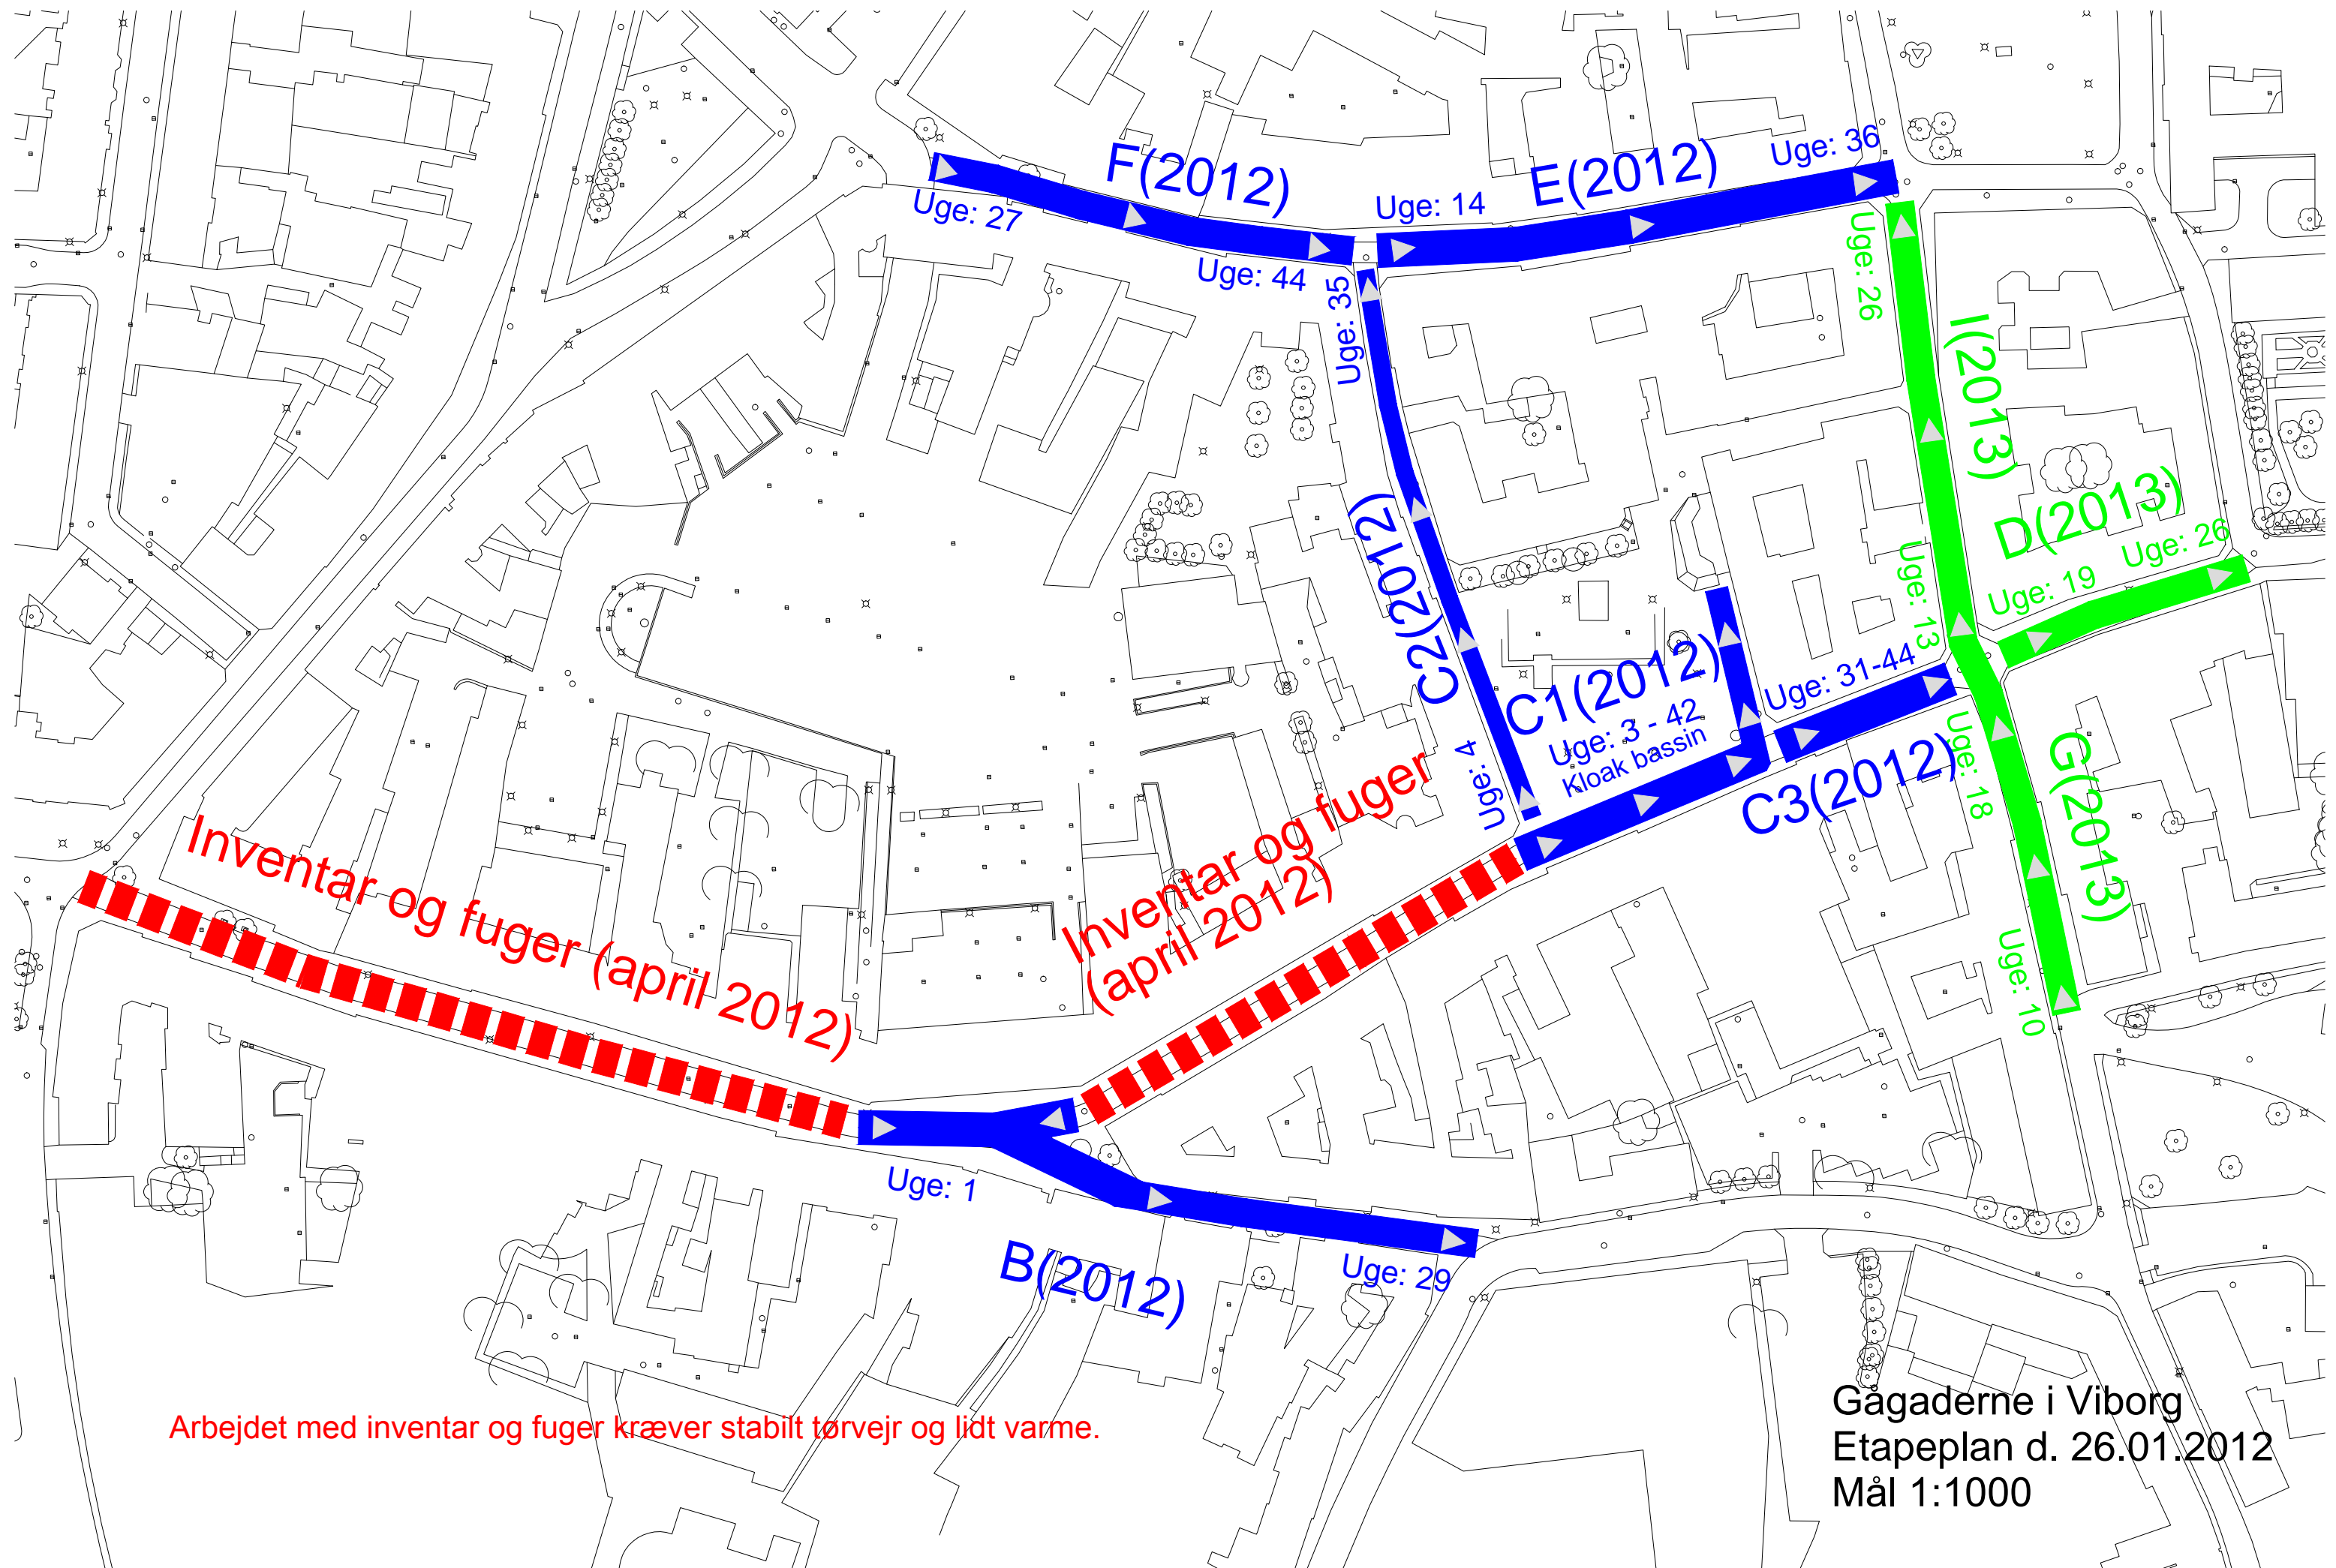 F(2012)
Uge: 27
Uge: 44
Uge: 14
E(2012)
Uge: 36
Uge: 35
Uge: 26
I(2013)
D(2013)
Uge: 26
Uge: 19
Uge: 13
C2(2012)
Uge: 4
C1(2012)
Uge: 3 - 42
Kloak bassin
Uge: 31-44
C3(2012)
Uge: 18
G(2013)
Uge: 10
Inventar og fuger (april 2012)
Inventar og fuger
(april 2012)
Uge: 1
B(2012)
Uge: 29
Arbejdet med inventar og fuger kræver stabilt tørvejr og lidt varme.
Gågaderne i Viborg
Etapeplan d. 26.01.2012
Mål 1:1000